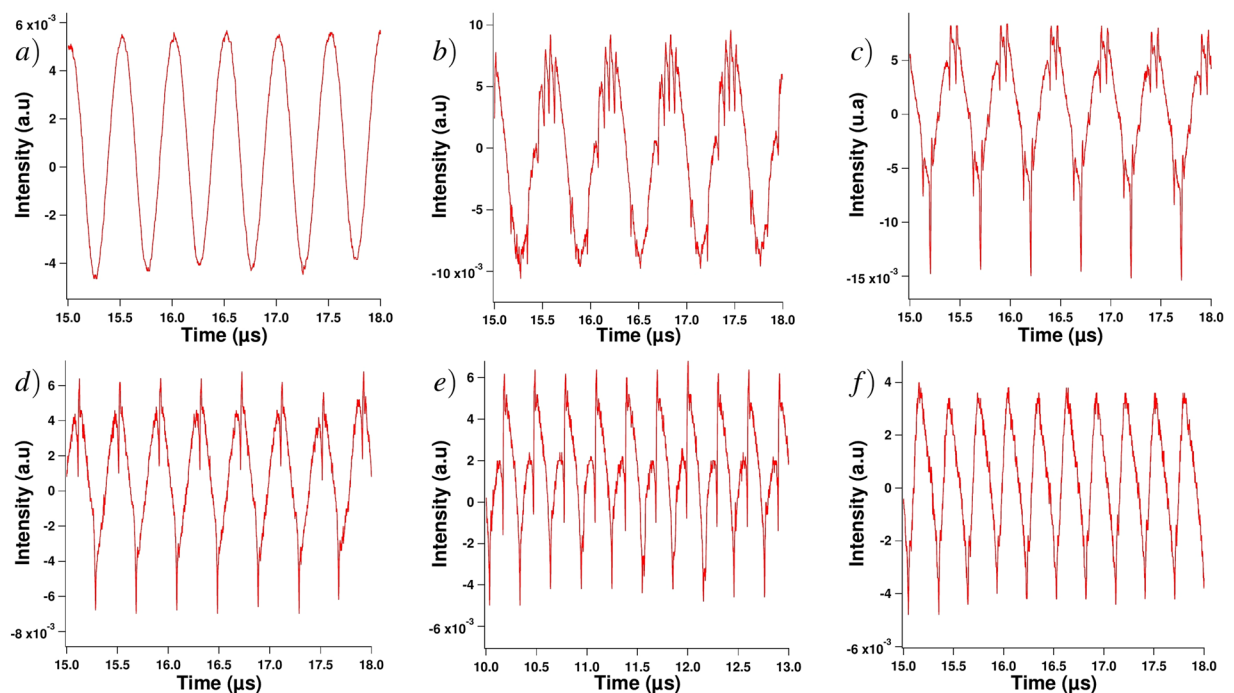 a)
6 x10-3
4
2
0
-2
-4
Intensity (a.u)
15.0 15.5 16.0 16.5 17.0 17.5 18.0
Time (µs)
b)
10
5
0
-5
-10 x10-3
Intensity (a.u)
15.0 15.5 16.0 16.5 17.0 17.5 18.0
Time (µs)
c)
5
0
-5
-10
-15 x10-3
Intensity (u.a)
15.0 15.5 16.0 16.5 17.0 17.5 18.0
Time (µs)
d)
6
4
2
0
-2
-4
-6
-8 x10-3
Intensity (a.u)
15.0 15.5 16.0 16.5 17.0 17.5 18.0
Time (µs)
e)
6
4
2
0
-2
-4
-6 x10-3
Intensity (a.u)
10.0 10.5 11.0 11.5 12.0 12.5 13.0
Time (µs)
f)
4
2
0
-2
-4
-6 x10-3
Intensity (a.u)
15.0 15.5 16.0 16.5 17.0 17.5 18.0
Time (µs)